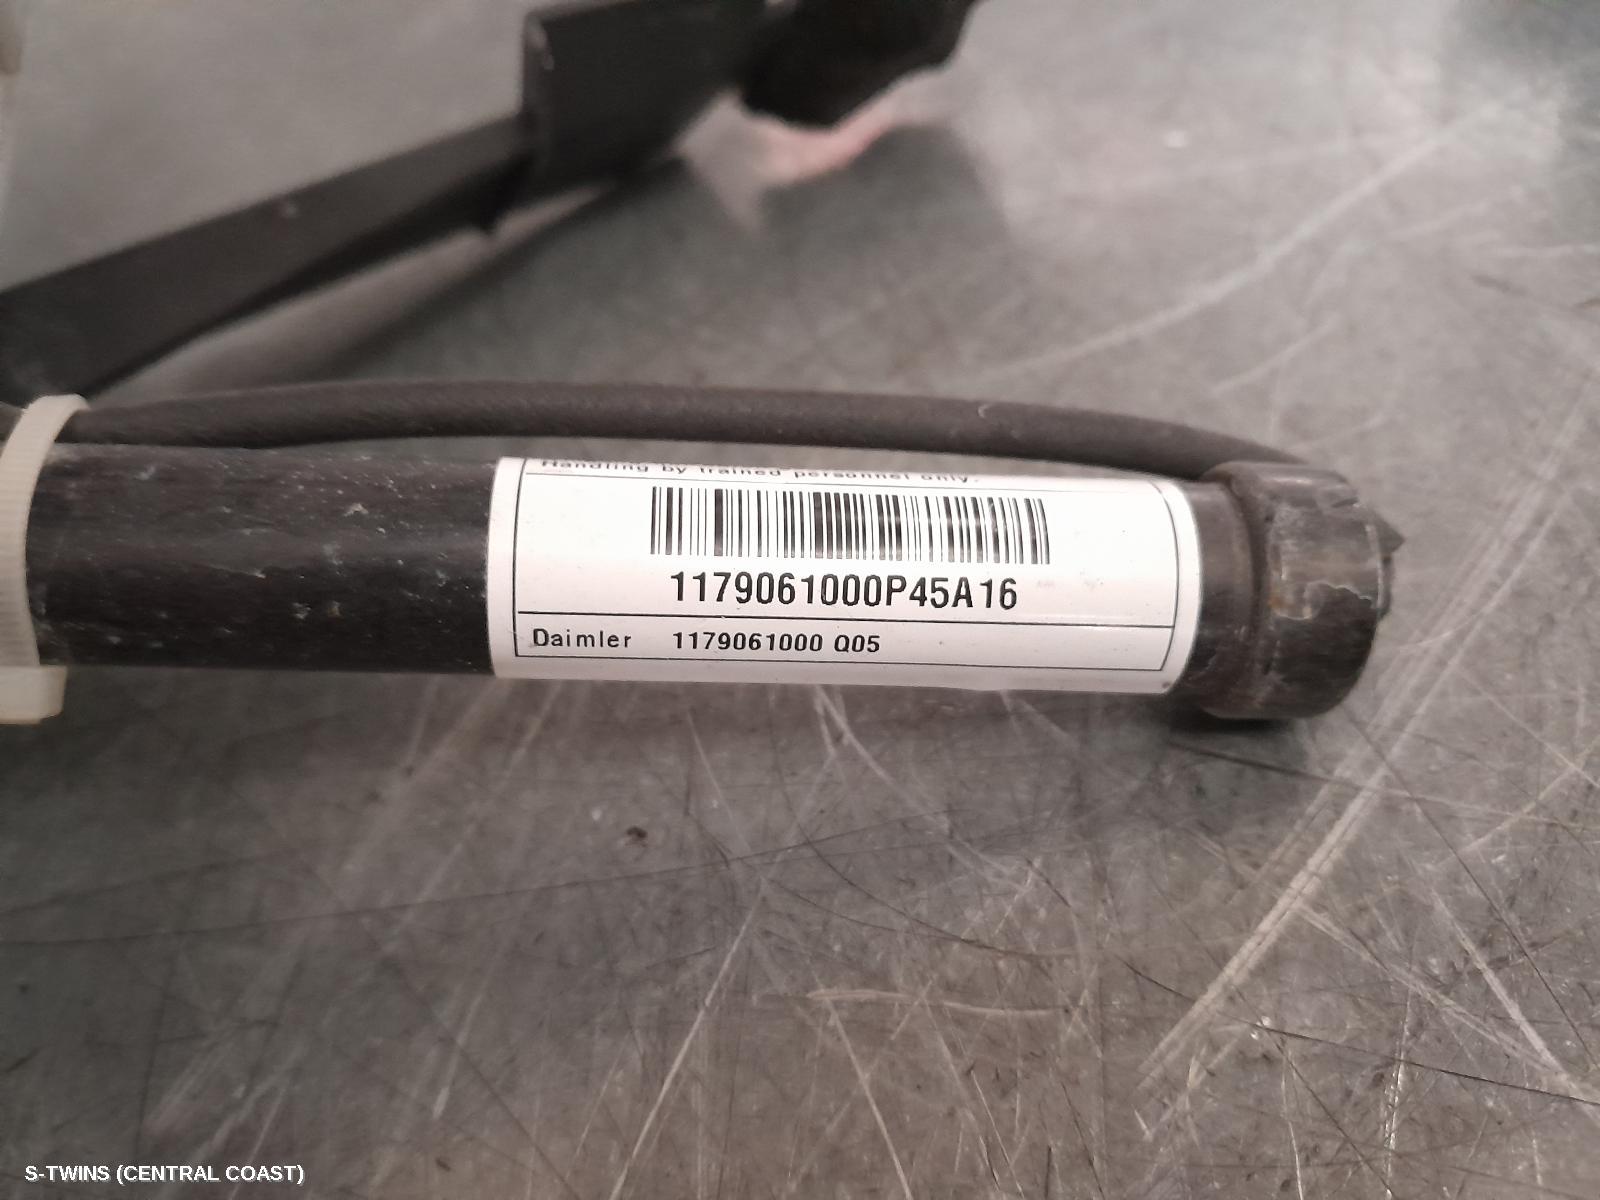 Handling by trained personnel only.
1179061000P45A16
Daimler 1179061000 Q05
S-TWINS (CENTRAL COAST)